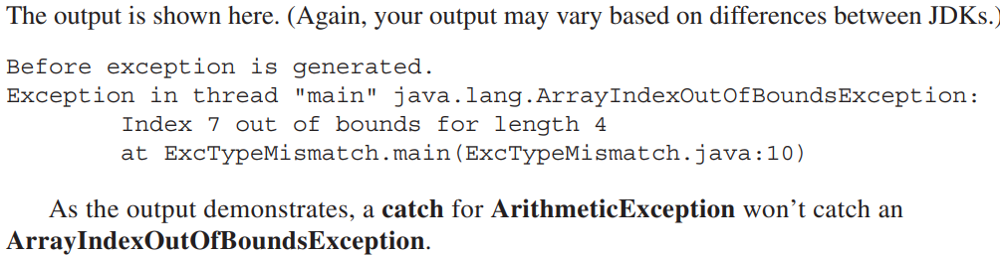 The output is shown here. (Again, your output may vary based on differences between JDKs.)
Before exception is generated.
Exception in thread "main" java.lang.ArrayIndexOutOfBoundsException:
Index 7 out of bounds for length 4
at ExcTypeMismatch.main(ExcTypeMismatch.java:10)
As the output demonstrates, a catch for ArithmeticException won’t catch an
ArrayIndexOutOfBoundsException.